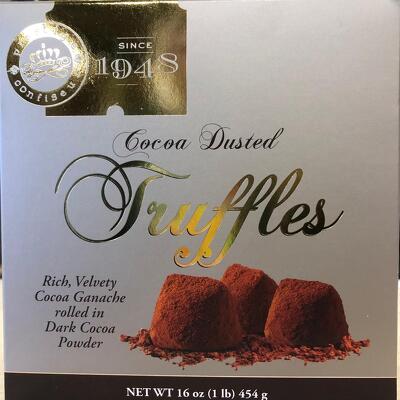 SINCE
1948
Cocoa Dusted
Truffles
Rich, Velvety
Cocoa Ganache
rolled in
Dark Cocoa
Powder
NET WT 16 oz (1 lb) 454 g